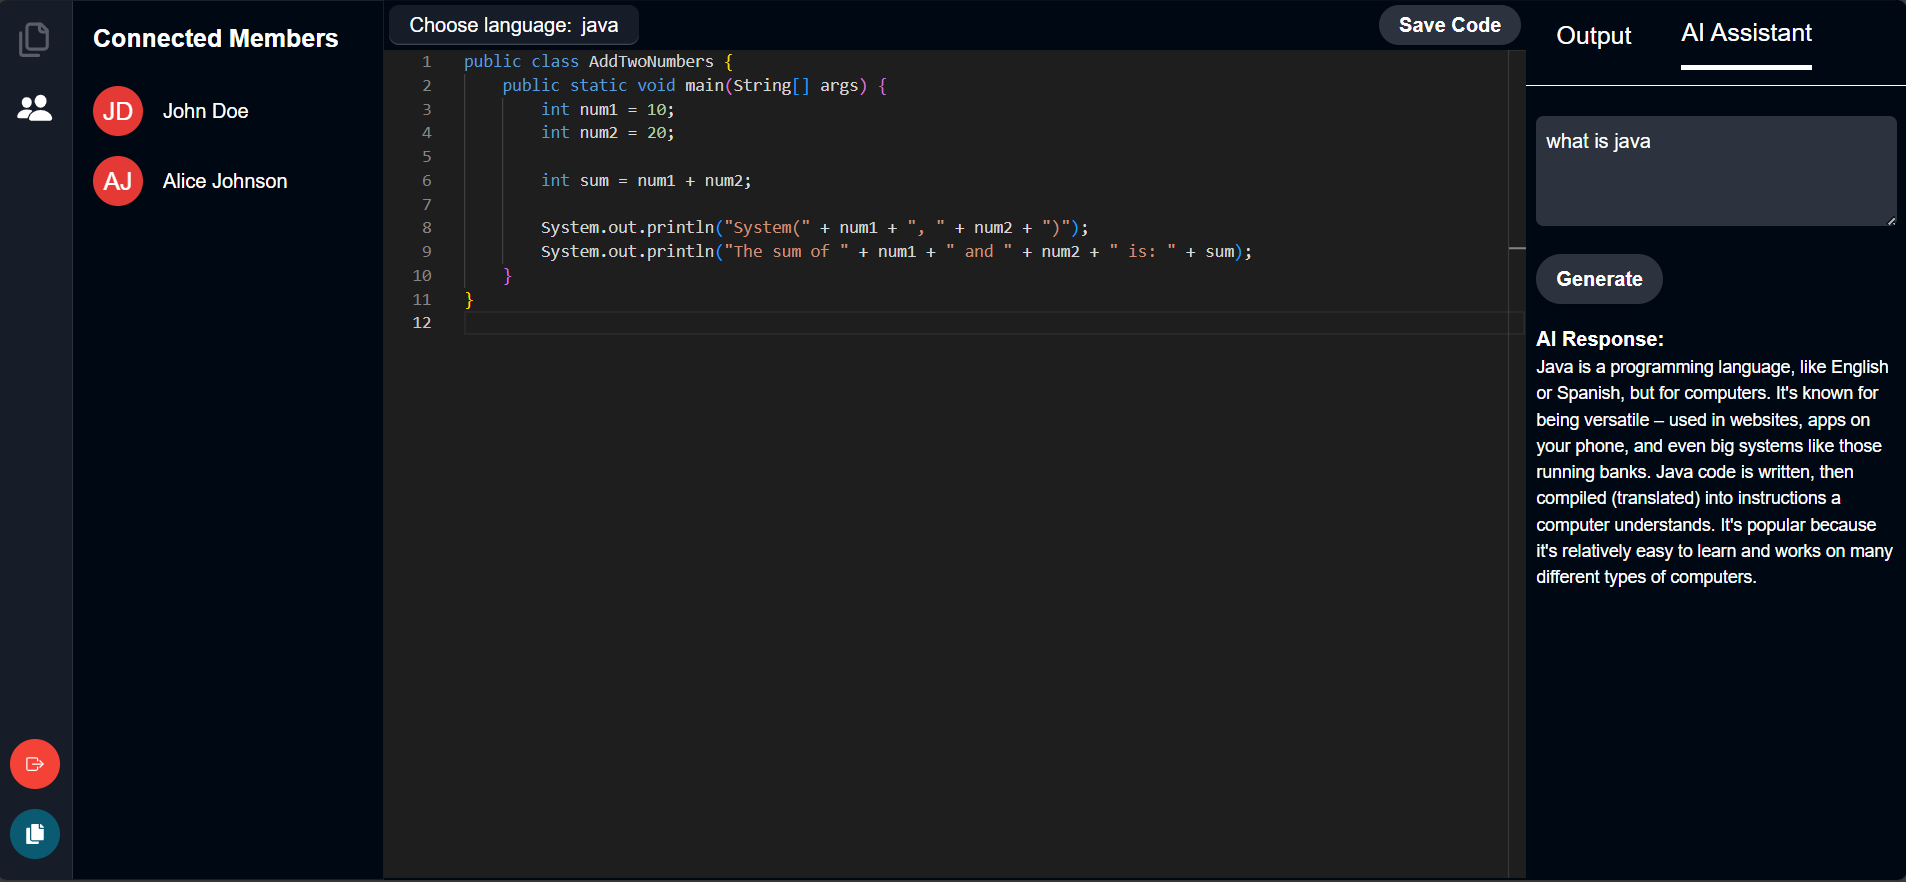 Connected Members
JD John Doe
AJ Alice Johnson
Choose language: java
Save Code
1 public class AddTwoNumbers {
2     public static void main(String[] args) {
3         int num1 = 10;
4         int num2 = 20;
5
6         int sum = num1 + num2;
7
8         System.out.println("System(" + num1 + ", " + num2 + ")");
9         System.out.println("The sum of " + num1 + " and " + num2 + " is: " + sum);
10     }
11 }
12
Output
AI Assistant
what is java
Generate
AI Response:
Java is a programming language, like English
or Spanish, but for computers. It's known for
being versatile – used in websites, apps on
your phone, and even big systems like those
running banks. Java code is written, then
compiled (translated) into instructions a
computer understands. It's popular because
it's relatively easy to learn and works on many
different types of computers.